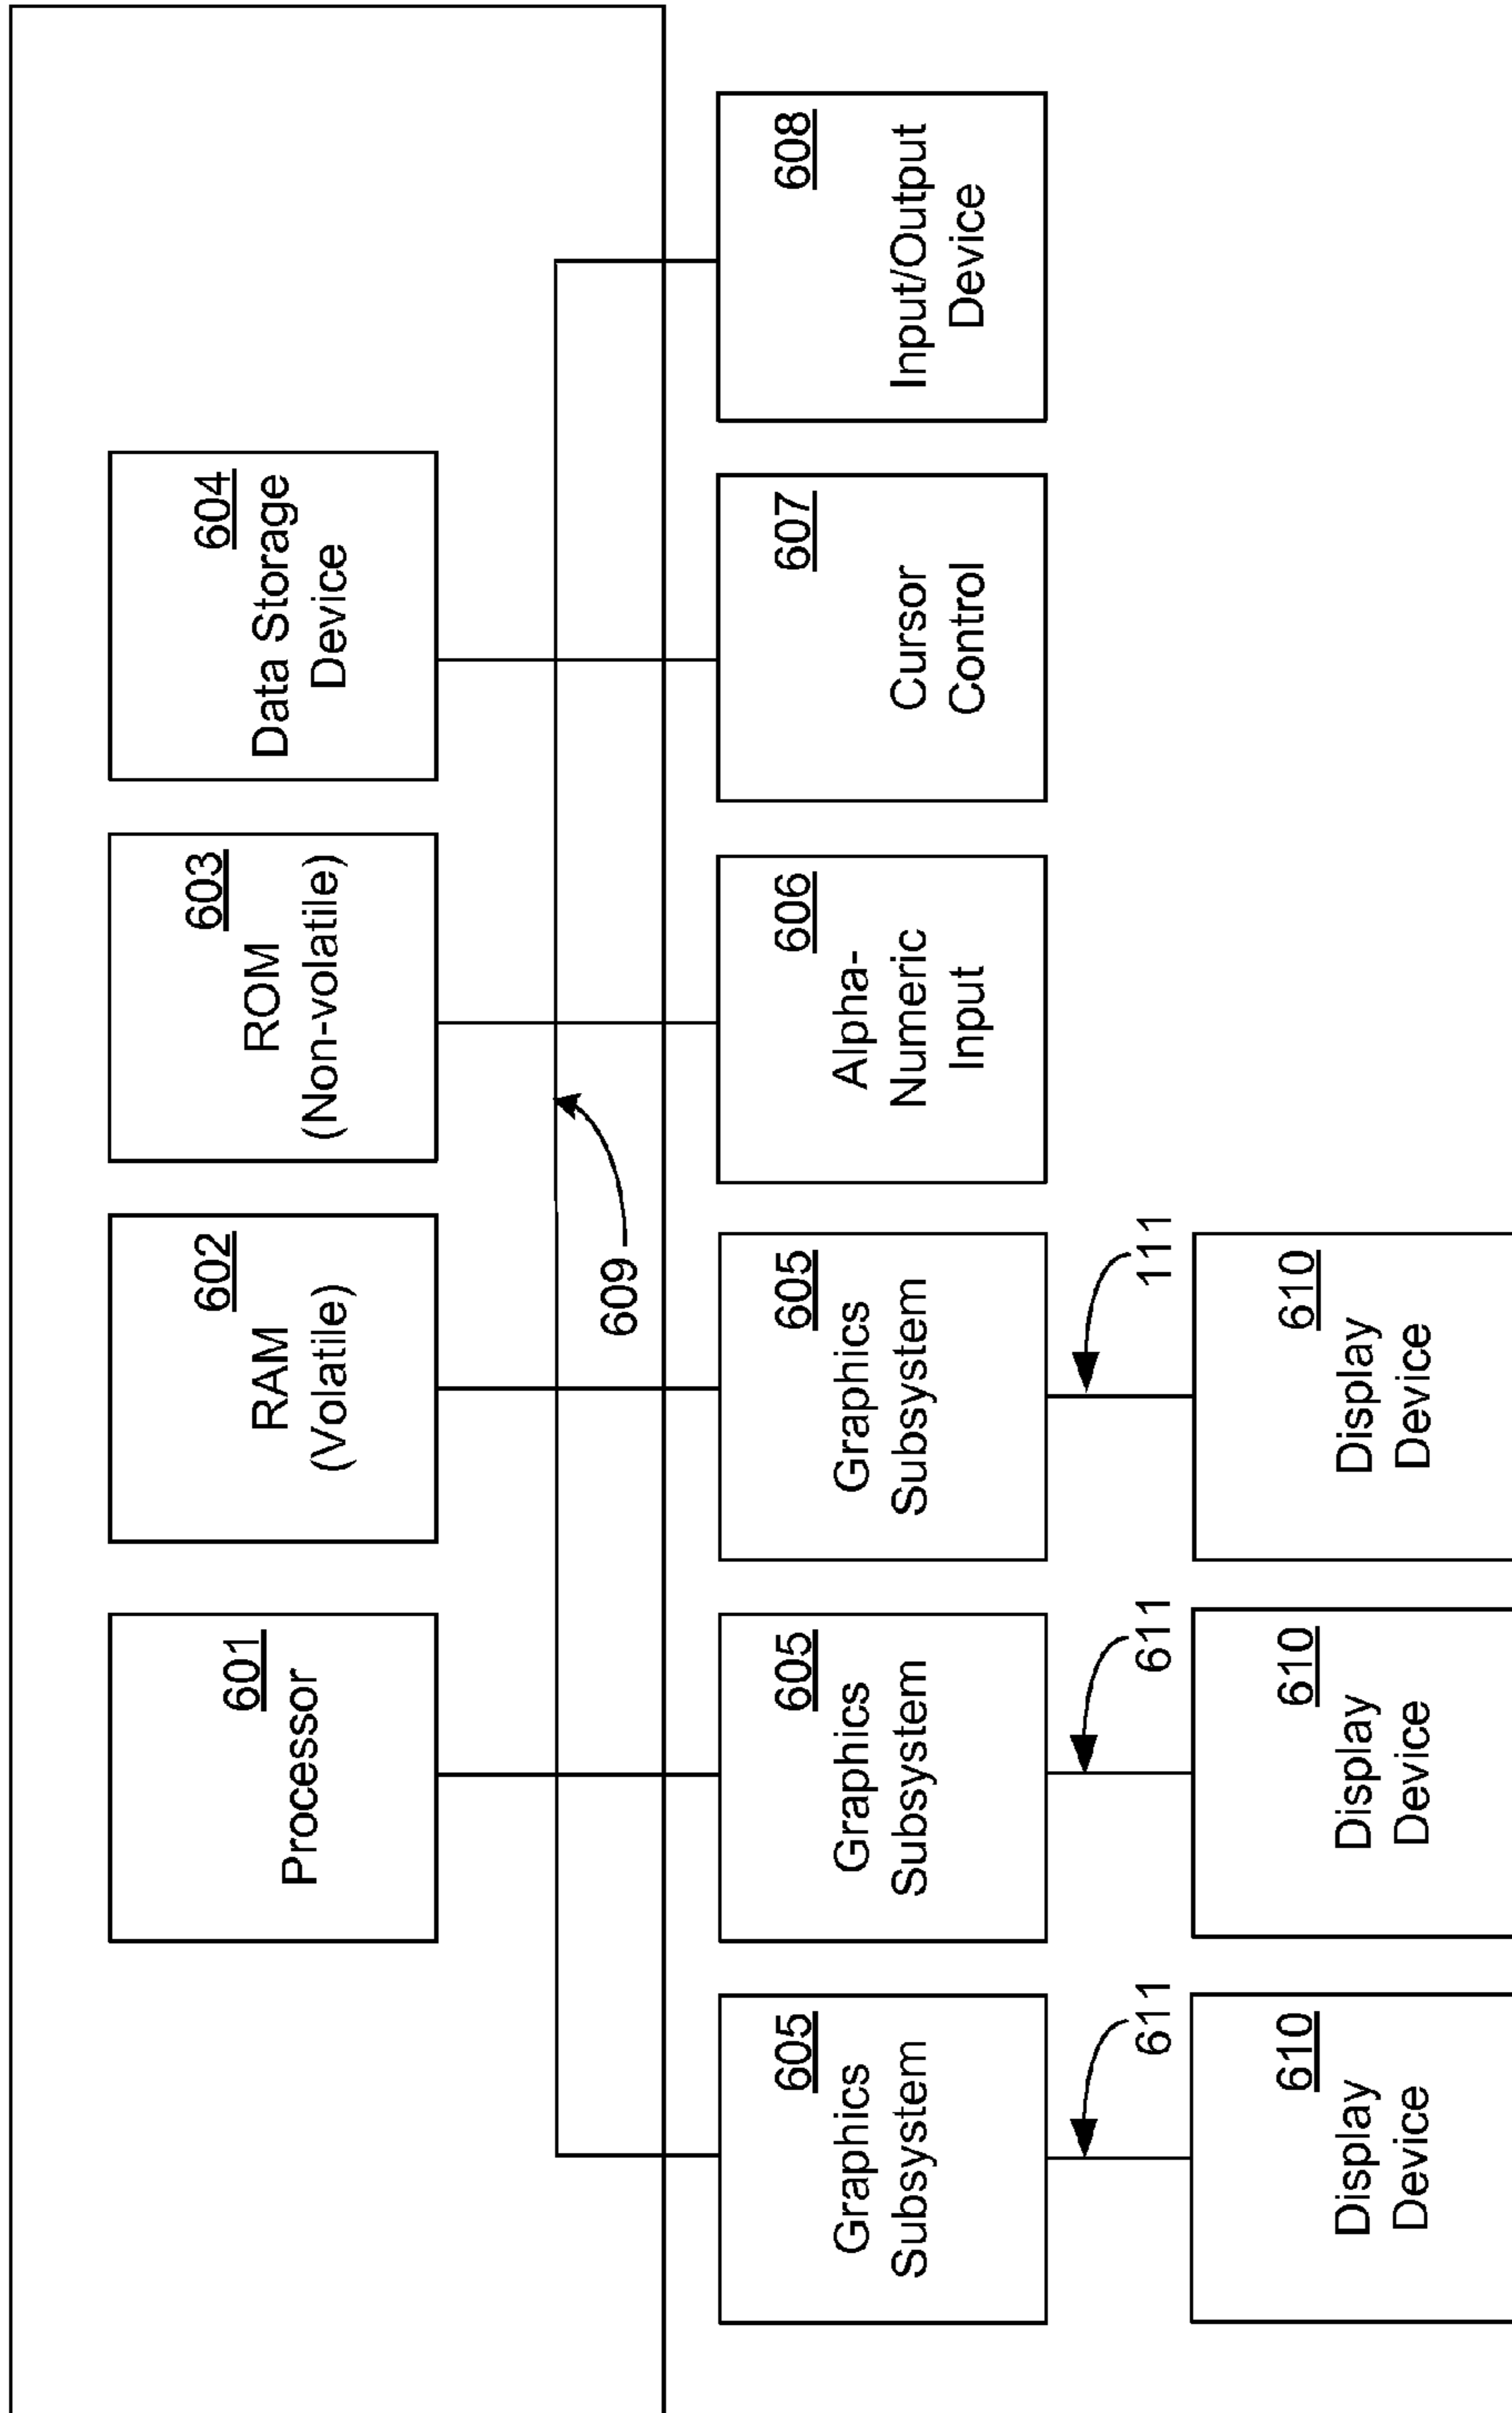 601
Processor
602
RAM
(Volatile)
603
ROM
(Non-volatile)
604
Data Storage
Device
609
605
Graphics
Subsystem
605
Graphics
Subsystem
605
Graphics
Subsystem
606
Alpha-
Numeric
Input
607
Cursor
Control
608
Input/Output
Device
611
611
111
610
Display
Device
610
Display
Device
610
Display
Device